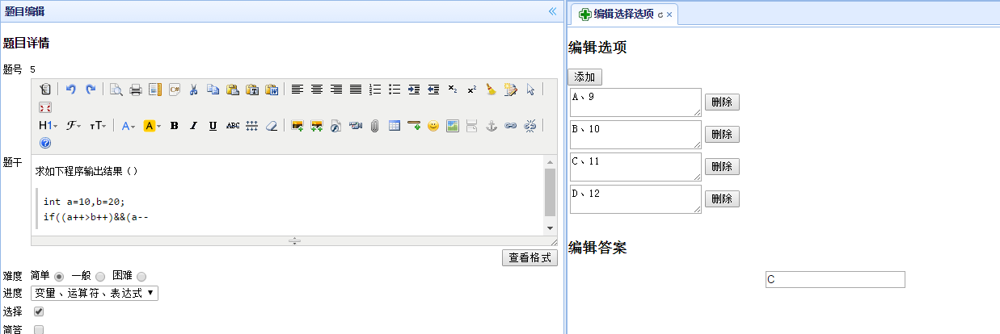 题目编辑
题目详情
题号 5
H1 ℱ тT A A B I U ABC
题干
求如下程序输出结果（）
int a=10,b=20;
if((a++>b++)&&(a--
查看格式
难度 简单 一般 困难
进度 变量、运算符、表达式
选择
简答
编辑选择选项
编辑选项
添加
A、9 删除
B、10 删除
C、11 删除
D、12 删除
编辑答案
C